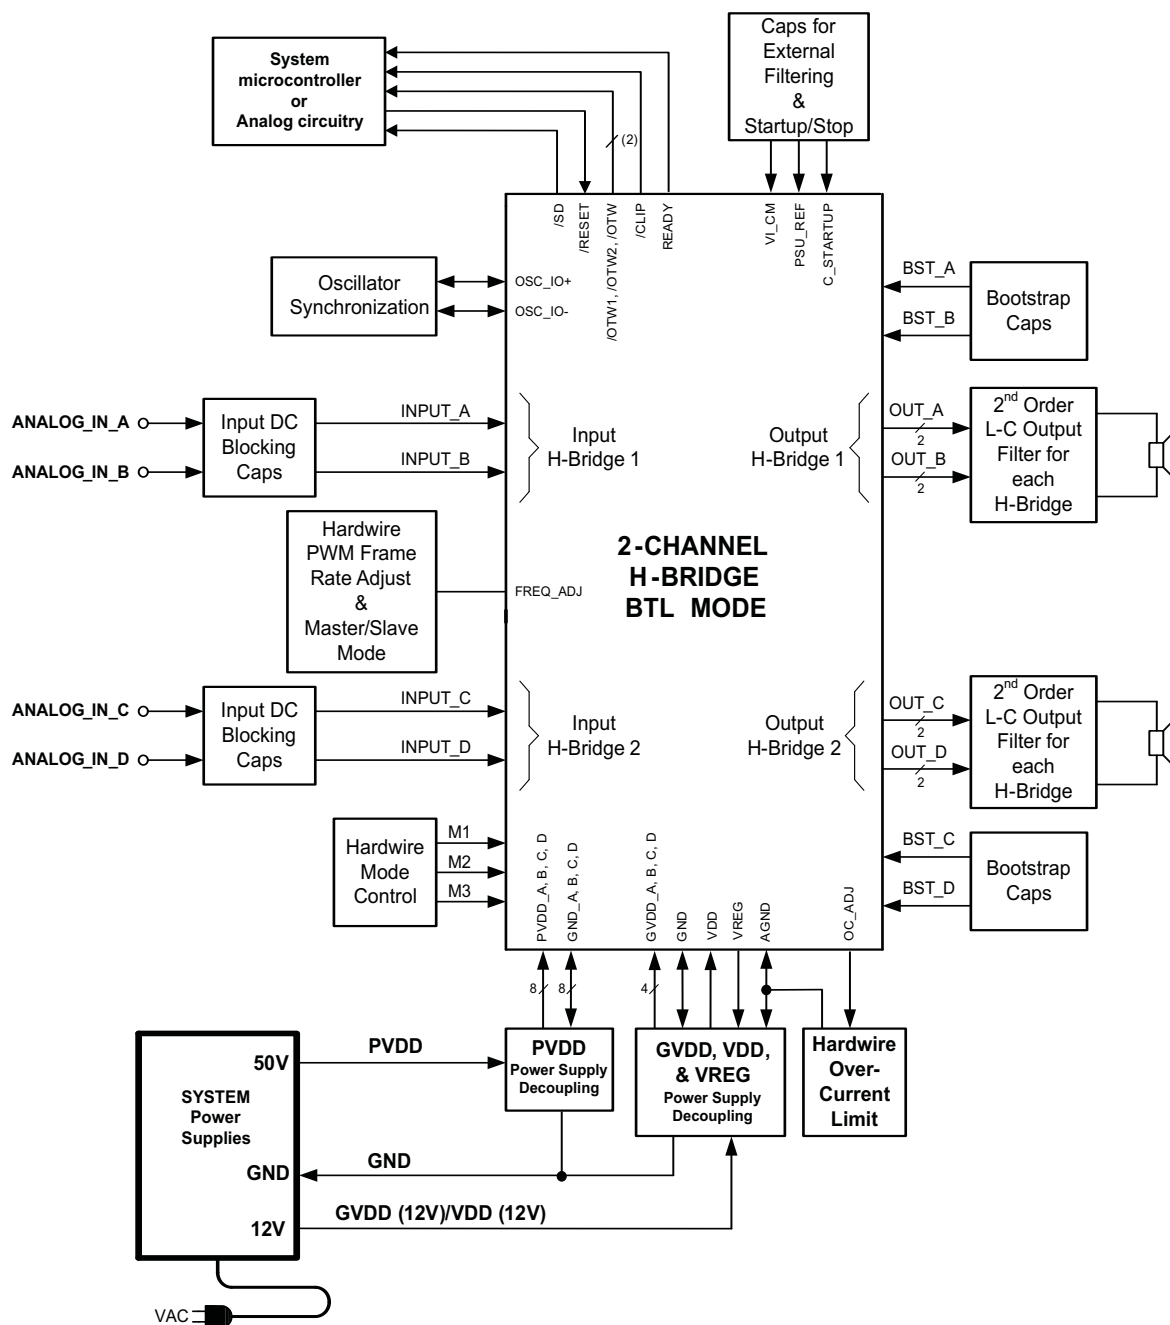 System
microcontroller
or
Analog circuitry
Caps for
External
Filtering
&
Startup/Stop
(2)
/SD
/RESET
/OTW1, /OTW2, /OTW
/CLIP
READY
VI_CM
PSU_REF
C_STARTUP
Oscillator
Synchronization
OSC_IO+
OSC_IO-
BST_A
BST_B
Bootstrap
Caps
ANALOG_IN_A
ANALOG_IN_B
Input DC
Blocking
Caps
INPUT_A
INPUT_B
Input
H-Bridge 1
Output
H-Bridge 1
OUT_A
2
OUT_B
2
2nd Order
L-C Output
Filter for
each
H-Bridge
Hardwire
PWM Frame
Rate Adjust
&
Master/Slave
Mode
FREQ_ADJ
2-CHANNEL
H-BRIDGE
BTL MODE
ANALOG_IN_C
ANALOG_IN_D
Input DC
Blocking
Caps
INPUT_C
INPUT_D
Input
H-Bridge 2
Output
H-Bridge 2
OUT_C
2
OUT_D
2
2nd Order
L-C Output
Filter for
each
H-Bridge
Hardwire
Mode
Control
M1
M2
M3
PVDD_A, B, C, D
GND_A, B, C, D
GVDD_A, B, C, D
GND
VDD
VREG
AGND
OC_ADJ
BST_C
BST_D
Bootstrap
Caps
8
8
4
PVDD
Power Supply
Decoupling
GVDD, VDD,
& VREG
Power Supply
Decoupling
Hardwire
Over-
Current
Limit
SYSTEM
Power
Supplies
50V
GND
12V
PVDD
GND
GVDD (12V)/VDD (12V)
VAC